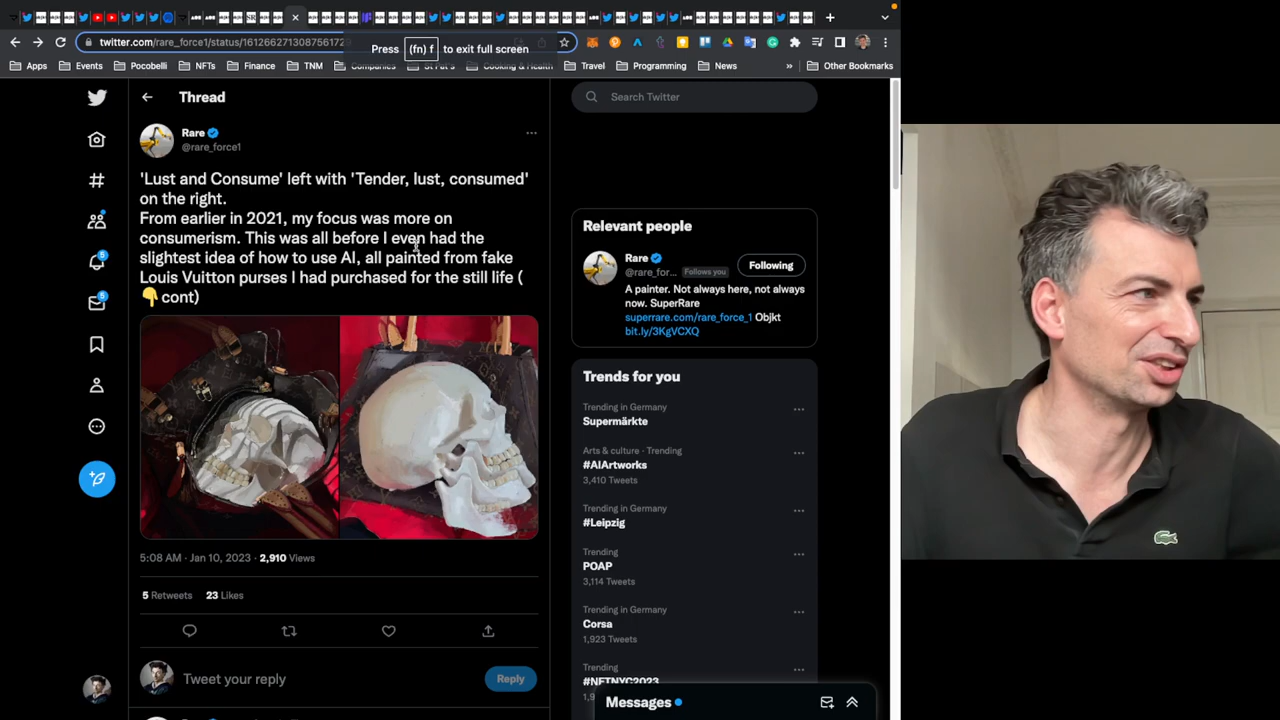 twitter.com/rare_force1/status/1612662713087561729
Press (fn) f to exit full screen
Apps Events Pocobelli NFTs Finance TNM Companies St Pat's Cooking & Health Travel Programming News » Other Bookmarks
Thread
Search Twitter
Rare
@rare_force1
'Lust and Consume' left with 'Tender, lust, consumed'
on the right.
From earlier in 2021, my focus was more on
consumerism. This was all before I even had the
slightest idea of how to use AI, all painted from fake
Louis Vuitton purses I had purchased for the still life (
👇cont)
5:08 AM · Jan 10, 2023 · 2,910 Views
5 Retweets 23 Likes
Tweet your reply
Reply
Relevant people
Rare
@rare_for... Follows you
Following
A painter. Not always here, not always
now. SuperRare
superrare.com/rare_force_1 Objkt
bit.ly/3KgVCXQ
Trends for you
Trending in Germany
Supermärkte
Arts & culture · Trending
#AIArtworks
3,410 Tweets
Trending in Germany
#Leipzig
Trending
POAP
3,114 Tweets
Trending in Germany
Corsa
1,923 Tweets
Trending
#NFTNYC2023
Messages
5
5